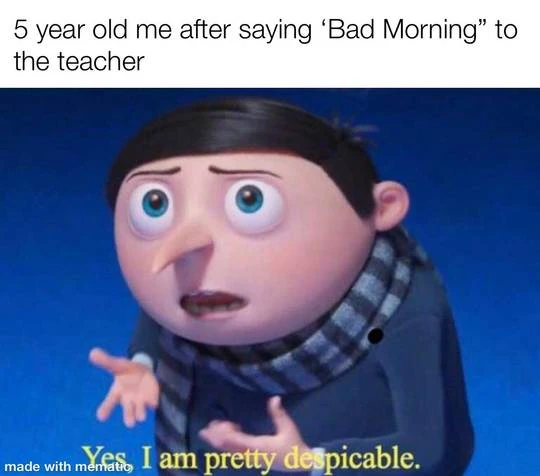 5 year old me after saying ‘Bad Morning” to
the teacher
Yes, I am pretty despicable.
made with mematic